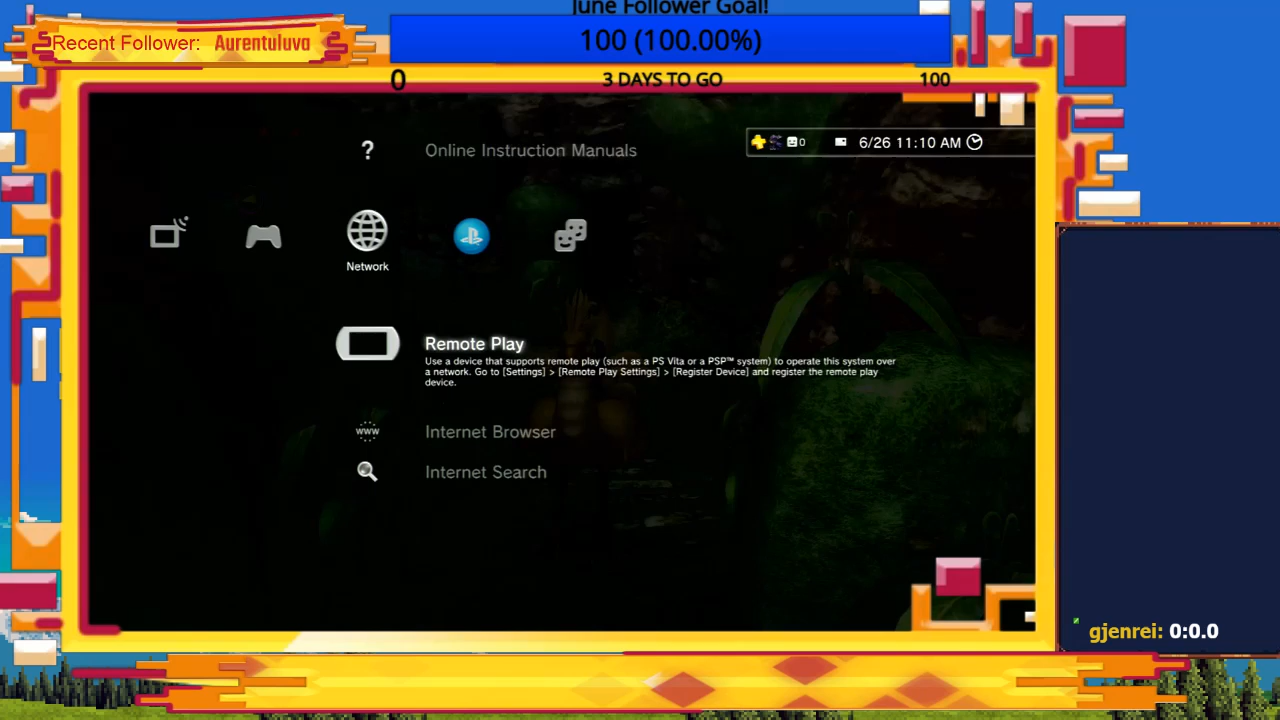 June Follower Goal!
Recent Follower: Aurentuluva
100 (100.00%)
0
3 DAYS TO GO
100
? Online Instruction Manuals
0
6/26 11:10 AM
Network
Remote Play
Use a device that supports remote play (such as a PS Vita or a PSP™ system) to operate this system over
a network. Go to [Settings] > [Remote Play Settings] > [Register Device] and register the remote play
device.
www Internet Browser
Internet Search
gjenrei: 0:0.0